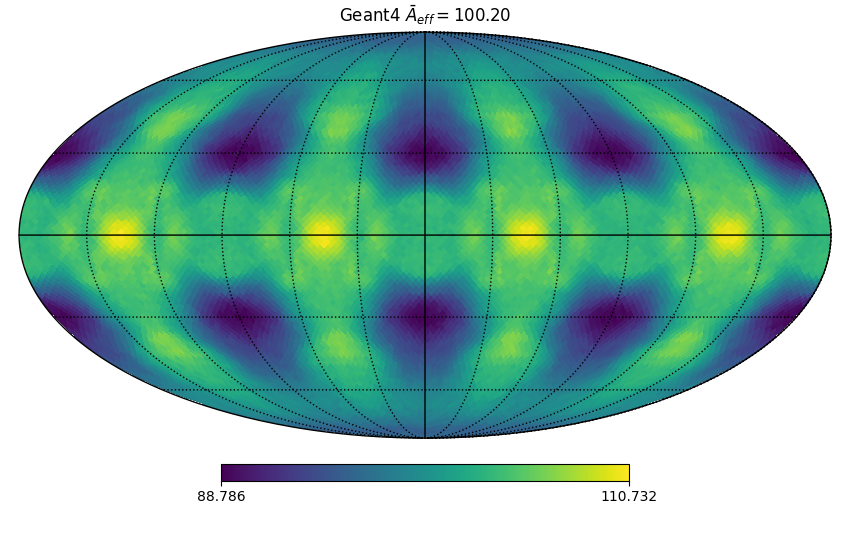 Geant4 $\bar{A}_{eff} = 100.20$
88.786 110.732